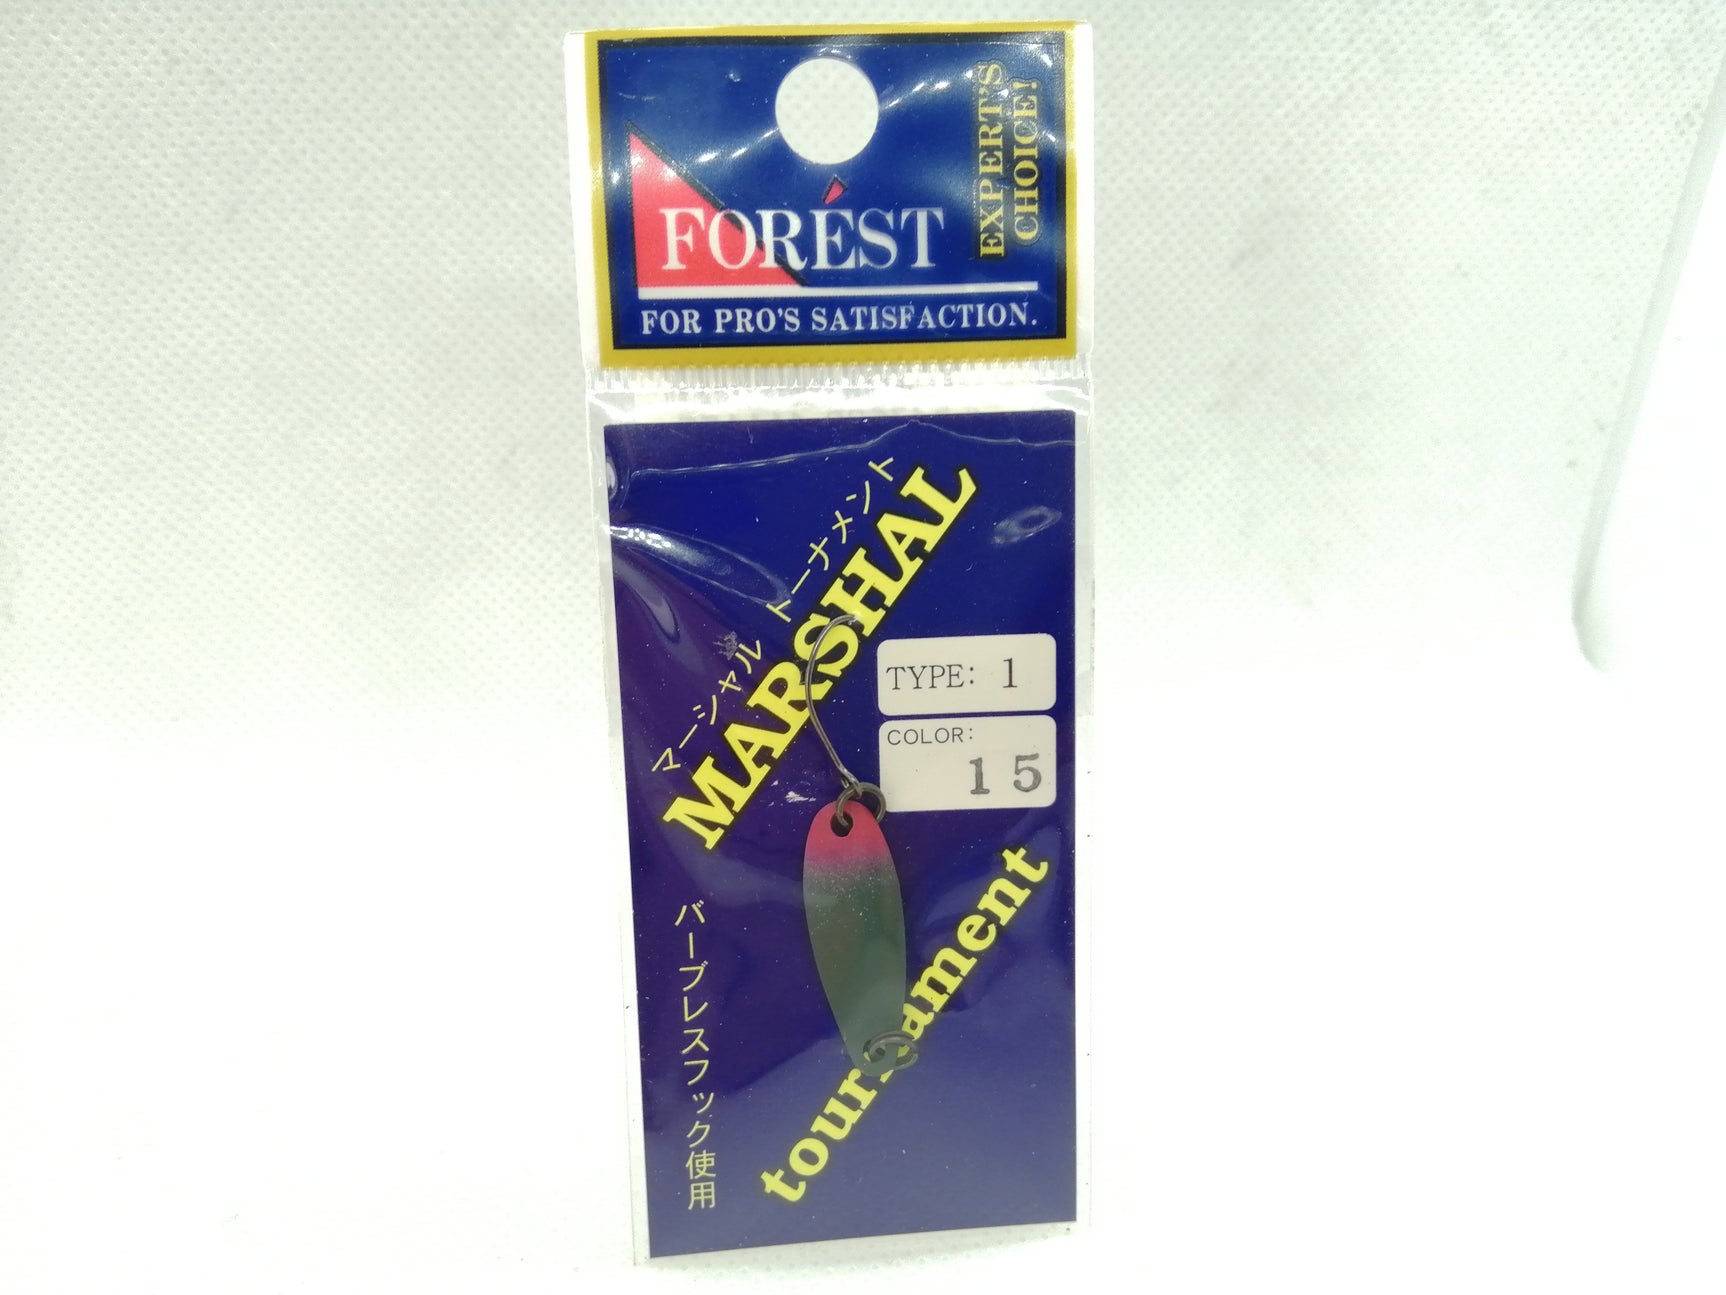 EXPERT'S
CHOICE!
FORÉST
FOR PRO'S SATISFACTION.
マーシャル トーナメント
MARSHAL
TYPE: 1
COLOR:
15
tournament
バーブレスフック使用